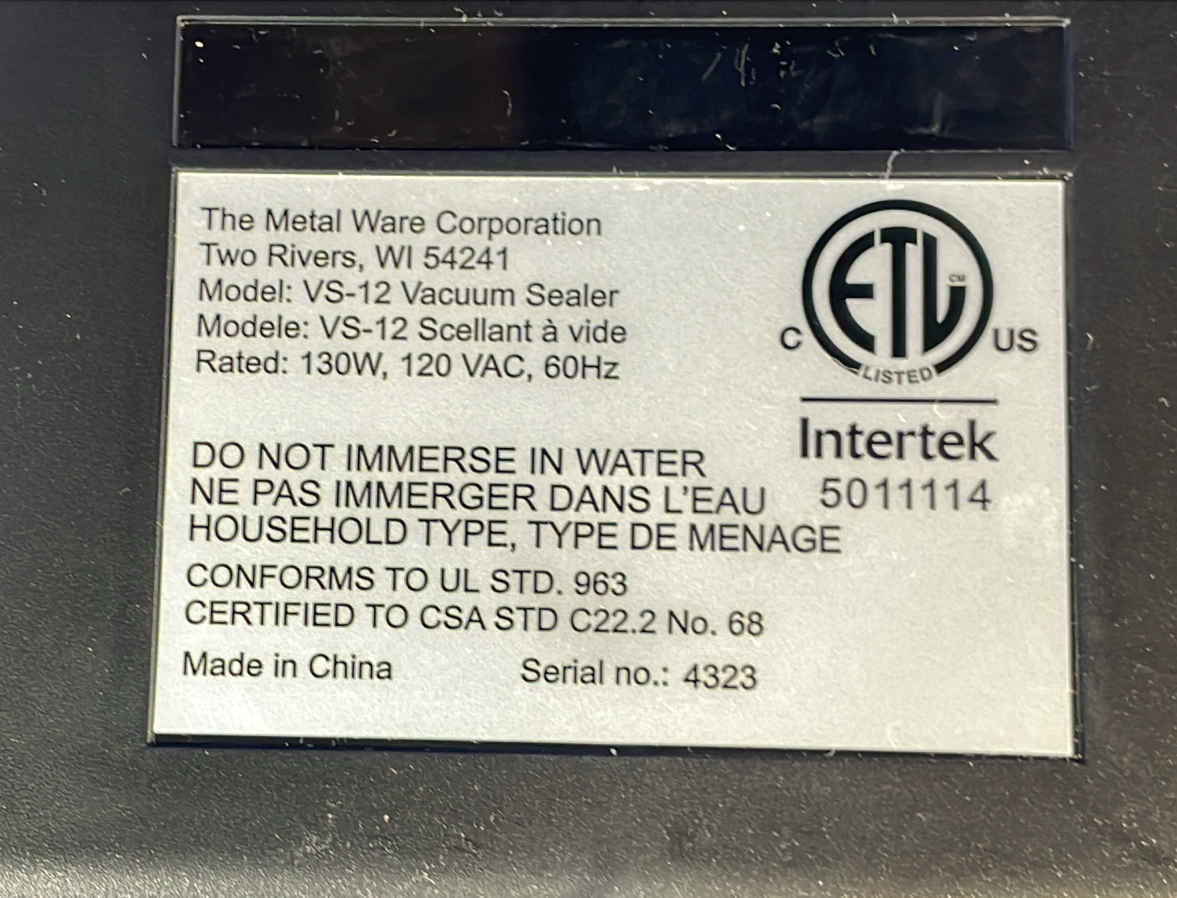 The Metal Ware Corporation
Two Rivers, WI 54241
Model: VS-12 Vacuum Sealer
Modele: VS-12 Scellant à vide
Rated: 130W, 120 VAC, 60Hz
ETL CM
C US
LISTED
Intertek
5011114
DO NOT IMMERSE IN WATER
NE PAS IMMERGER DANS L'EAU
HOUSEHOLD TYPE, TYPE DE MENAGE
CONFORMS TO UL STD. 963
CERTIFIED TO CSA STD C22.2 No. 68
Made in China Serial no.: 4323